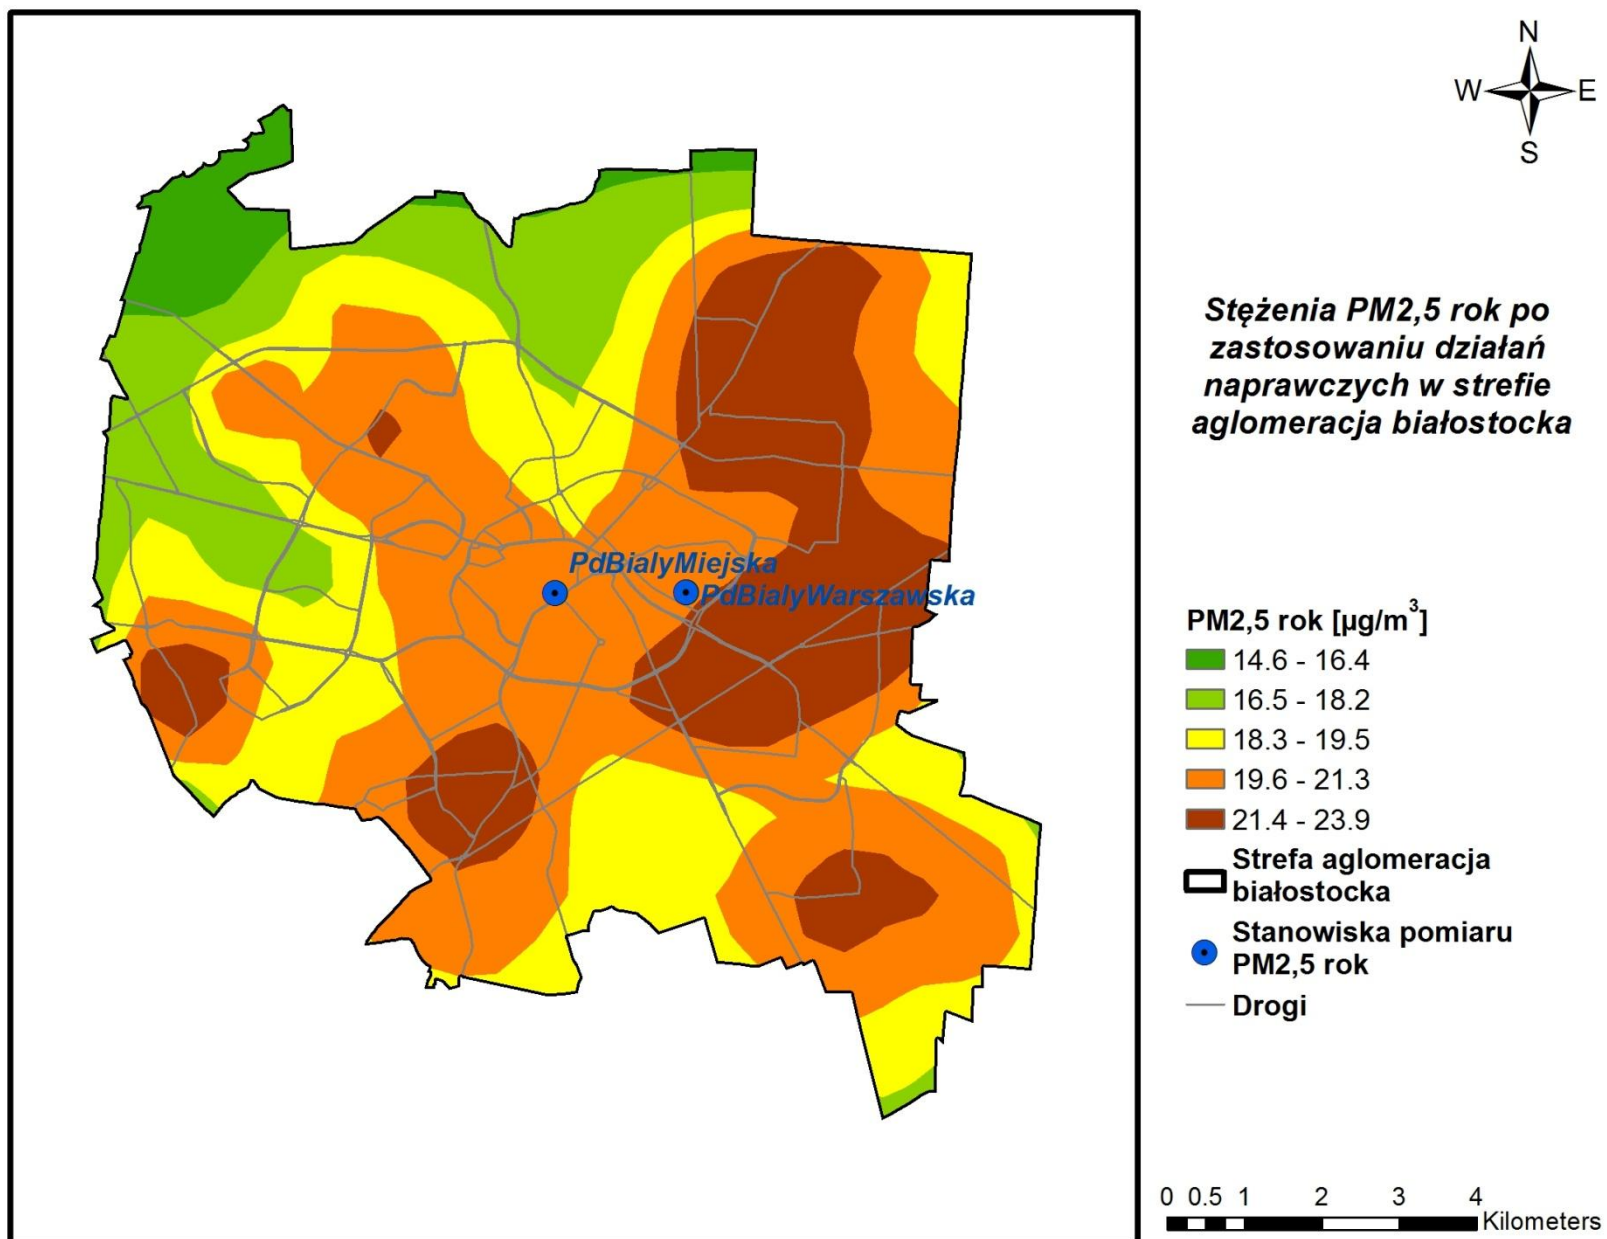 N
W E
S
Stężenia PM2,5 rok po
zastosowaniu działań
naprawczych w strefie
aglomeracja białostocka
PdBialyMiejska
PdBialyWarszawska
PM2,5 rok [µg/m³]
14.6 - 16.4
16.5 - 18.2
18.3 - 19.5
19.6 - 21.3
21.4 - 23.9
Strefa aglomeracja
białostocka
Stanowiska pomiaru
PM2,5 rok
Drogi
0 0.5 1 2 3 4
Kilometers